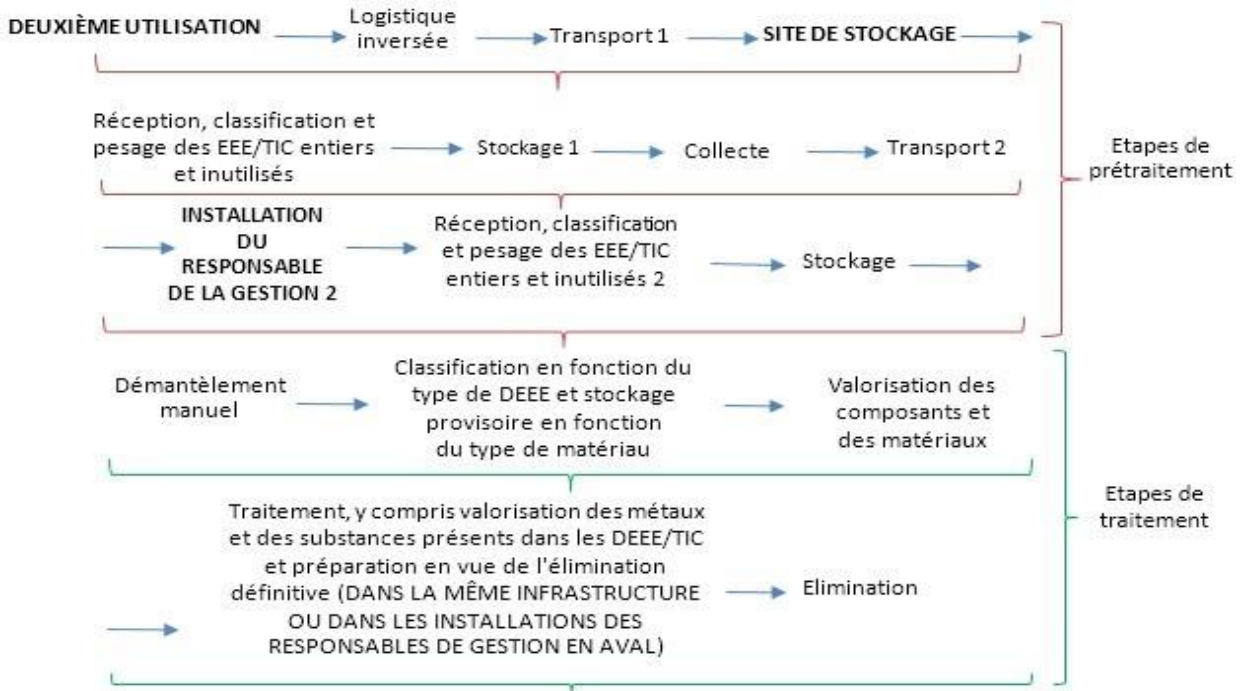 DEUXIÈME UTILISATION
Logistique
inversée
Transport 1
SITE DE STOCKAGE
Réception, classification et
pesage des EEE/TIC entiers
et inutilisés
Stockage 1
Collecte
Transport 2
Etapes de
prétraitement
INSTALLATION
DU
RESPONSABLE
DE LA GESTION 2
Réception, classification
et pesage des EEE/TIC
entiers et inutilisés 2
Stockage
Démantèlement
manuel
Classification en fonction du
type de DEEE et stockage
provisoire en fonction
du type de matériau
Valorisation des
composants et
des matériaux
Etapes de
traitement
Traitement, y compris valorisation des métaux
et des substances présents dans les DEEE/TIC
et préparation en vue de l'élimination
définitive (DANS LA MÊME INFRASTRUCTURE
OU DANS LES INSTALLATIONS DES
RESPONSABLES DE GESTION EN AVAL)
Elimination